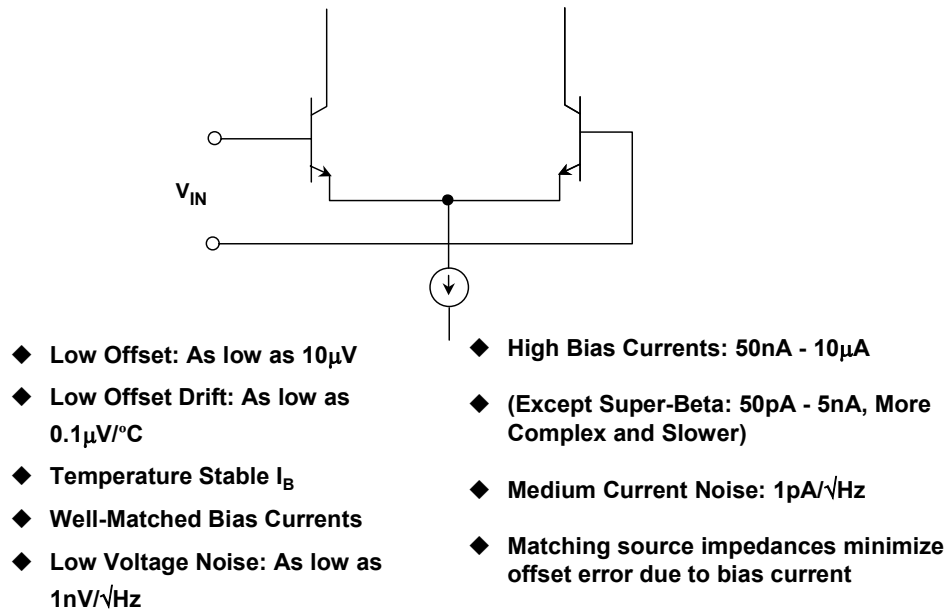 V_IN
◆ Low Offset: As low as 10μV
◆ Low Offset Drift: As low as
0.1μV/°C
◆ Temperature Stable I_B
◆ Well-Matched Bias Currents
◆ Low Voltage Noise: As low as
1nV/√Hz
◆ High Bias Currents: 50nA - 10μA
◆ (Except Super-Beta: 50pA - 5nA, More
Complex and Slower)
◆ Medium Current Noise: 1pA/√Hz
◆ Matching source impedances minimize
offset error due to bias current